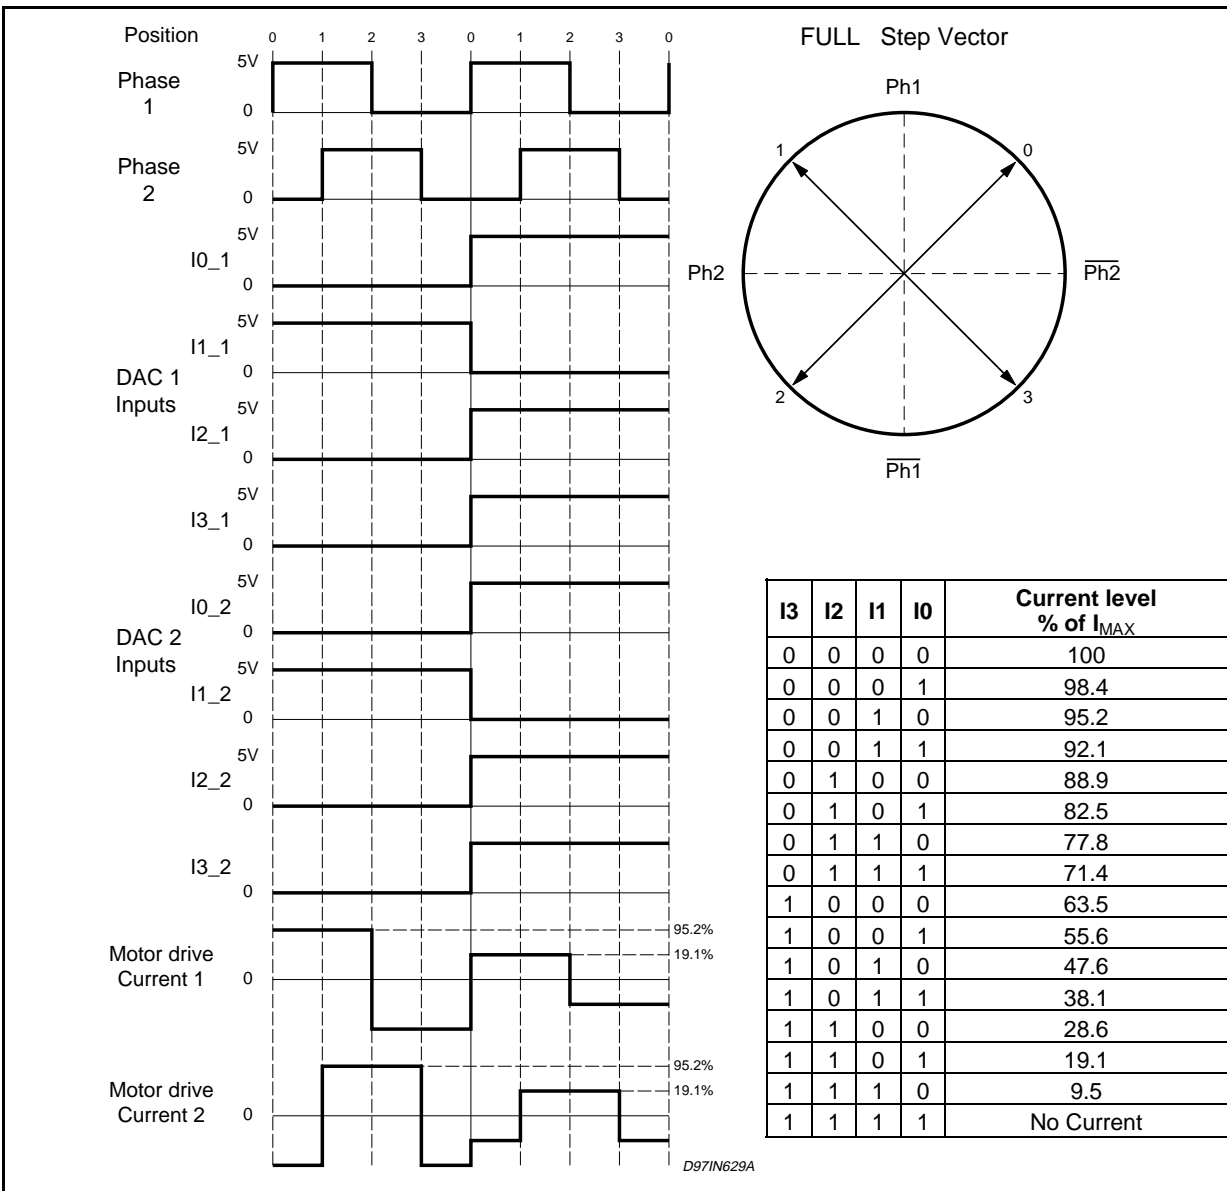 Position 0 1 2 3 0 1 2 3 0
Phase 1
5V
0
Phase 2
5V
0
DAC 1 Inputs
I0_1
5V
0
I1_1
5V
0
I2_1
5V
0
I3_1
5V
0
DAC 2 Inputs
I0_2
5V
0
I1_2
5V
0
I2_2
5V
0
I3_2
5V
0
Motor drive Current 1
0
95.2%
19.1%
Motor drive Current 2
0
95.2%
19.1%
D97IN629A
FULL Step Vector
Ph1
1 0
Ph2 P̅h̅2̅
2 3
P̅h̅1̅
I3 I2 I1 I0 Current level % of IMAX
0 0 0 0 100
0 0 0 1 98.4
0 0 1 0 95.2
0 0 1 1 92.1
0 1 0 0 88.9
0 1 0 1 82.5
0 1 1 0 77.8
0 1 1 1 71.4
1 0 0 0 63.5
1 0 0 1 55.6
1 0 1 0 47.6
1 0 1 1 38.1
1 1 0 0 28.6
1 1 0 1 19.1
1 1 1 0 9.5
1 1 1 1 No Current